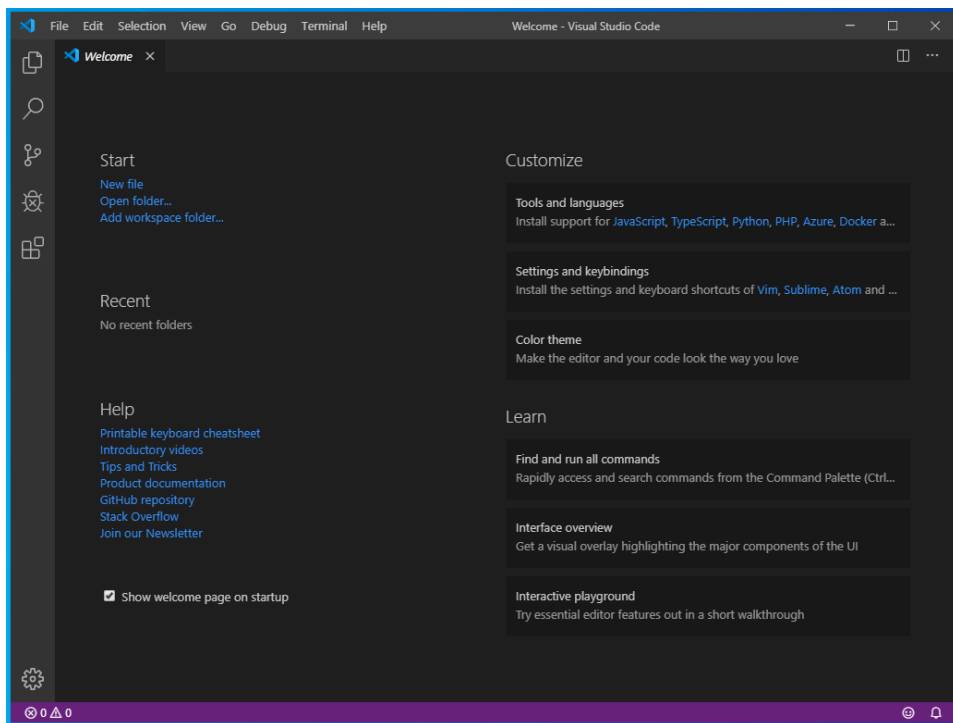 File Edit Selection View Go Debug Terminal Help Welcome - Visual Studio Code
Welcome
Start
New file
Open folder...
Add workspace folder...
Recent
No recent folders
Help
Printable keyboard cheatsheet
Introductory videos
Tips and Tricks
Product documentation
GitHub repository
Stack Overflow
Join our Newsletter
Show welcome page on startup
Customize
Tools and languages
Install support for JavaScript, TypeScript, Python, PHP, Azure, Docker a...
Settings and keybindings
Install the settings and keyboard shortcuts of Vim, Sublime, Atom and ...
Color theme
Make the editor and your code look the way you love
Learn
Find and run all commands
Rapidly access and search commands from the Command Palette (Ctrl...
Interface overview
Get a visual overlay highlighting the major components of the UI
Interactive playground
Try essential editor features out in a short walkthrough
0 0